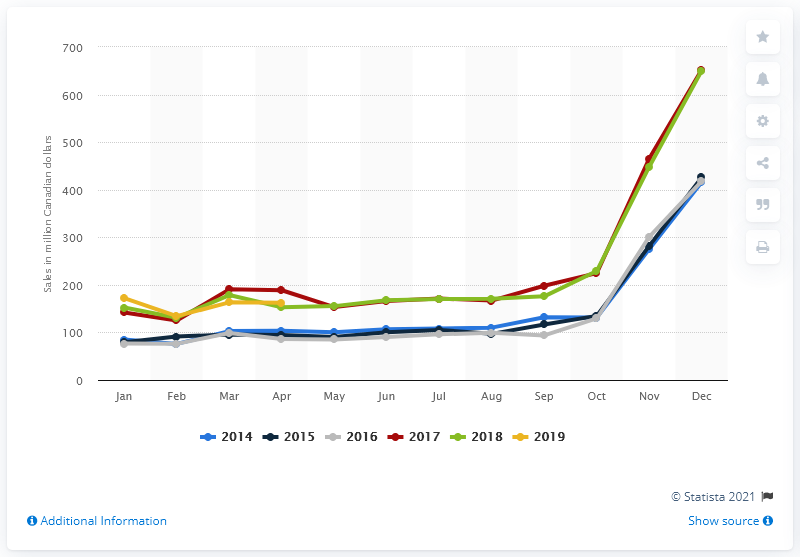 700
600
500
400
300
200
100
0
Sales in million Canadian dollars
Jan Feb Mar Apr May Jun Jul Aug Sep Oct Nov Dec
2014 2015 2016 2017 2018 2019
© Statista 2021
Additional Information Show source